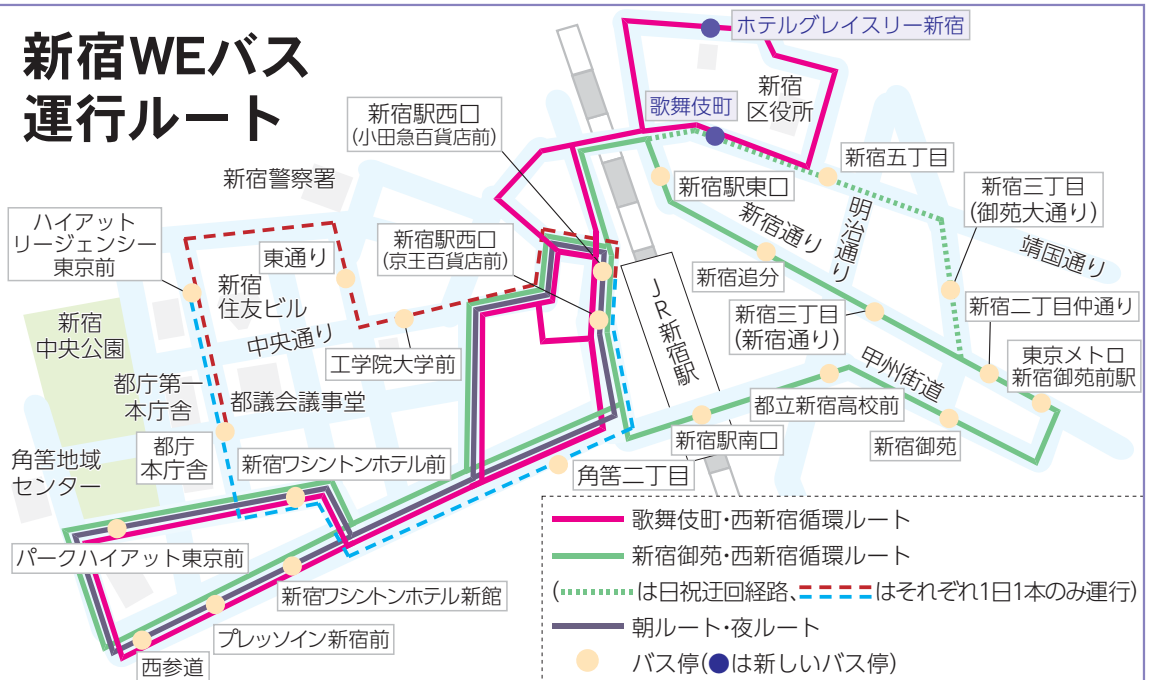 新宿WEバス
運行ルート
ホテルグレイスリー新宿
歌舞伎町
新宿
区役所
新宿駅西口
(小田急百貨店前)
新宿五丁目
新宿警察署
新宿駅東口
新宿三丁目
(御苑大通り)
ハイアット
リージェンシー
東京前
新宿駅西口
(京王百貨店前)
新宿通り
明治通り
靖国通り
東通り
新宿
住友ビル
新宿追分
JR新宿駅
新宿二丁目仲通り
新宿
中央公園
中央通り
新宿三丁目
(新宿通り)
工学院大学前
甲州街道
東京メトロ
新宿御苑前駅
都庁第一
本庁舎
都議会議事堂
都立新宿高校前
都庁
本庁舎
新宿駅南口
新宿御苑
角筈地域
センター
新宿ワシントンホテル前
角筈二丁目
パークハイアット東京前
新宿ワシントンホテル新館
プレッソイン新宿前
西参道
歌舞伎町・西新宿循環ルート
新宿御苑・西新宿循環ルート
(は日祝迂回経路、はそれぞれ1日1本のみ運行)
朝ルート・夜ルート
バス停(●は新しいバス停)